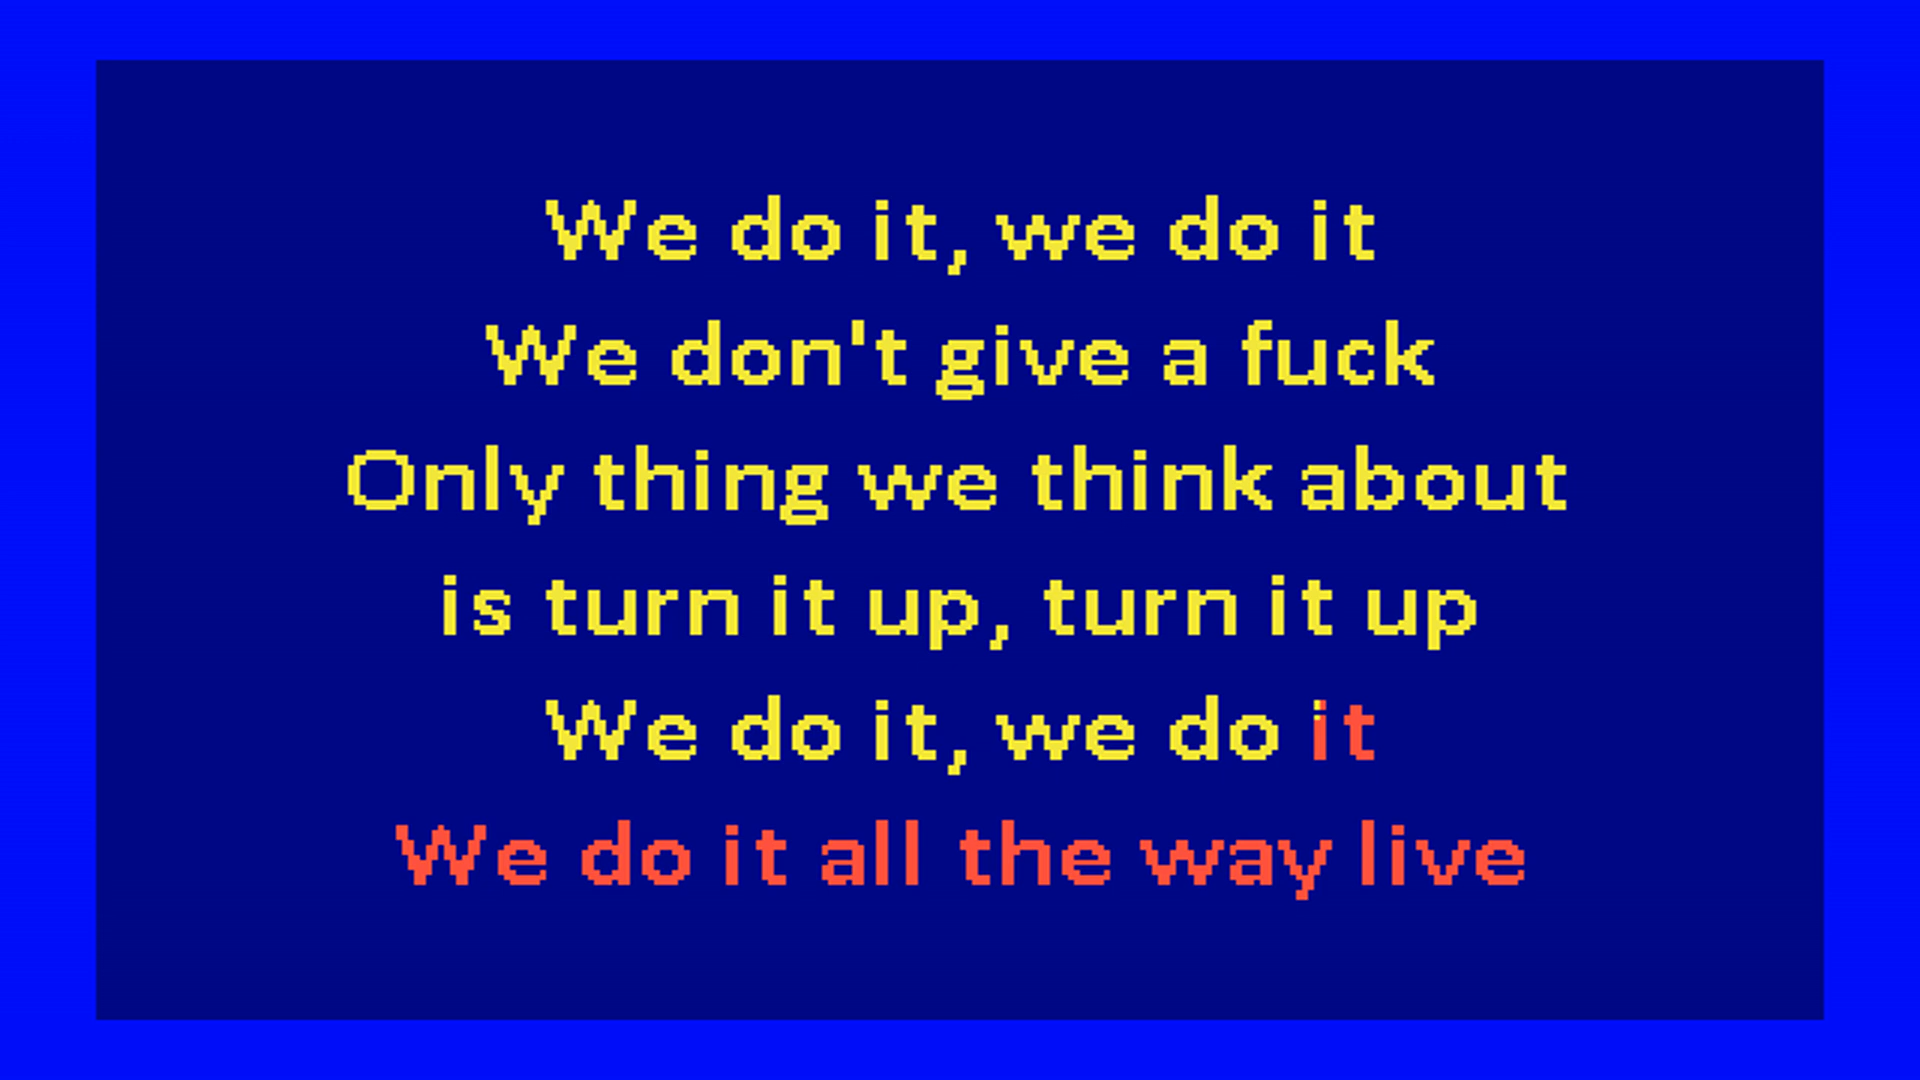 We do it, we do it
We don't give a fuck
Only thing we think about
is turn it up, turn it up
We do it, we do it
We do it all the way live